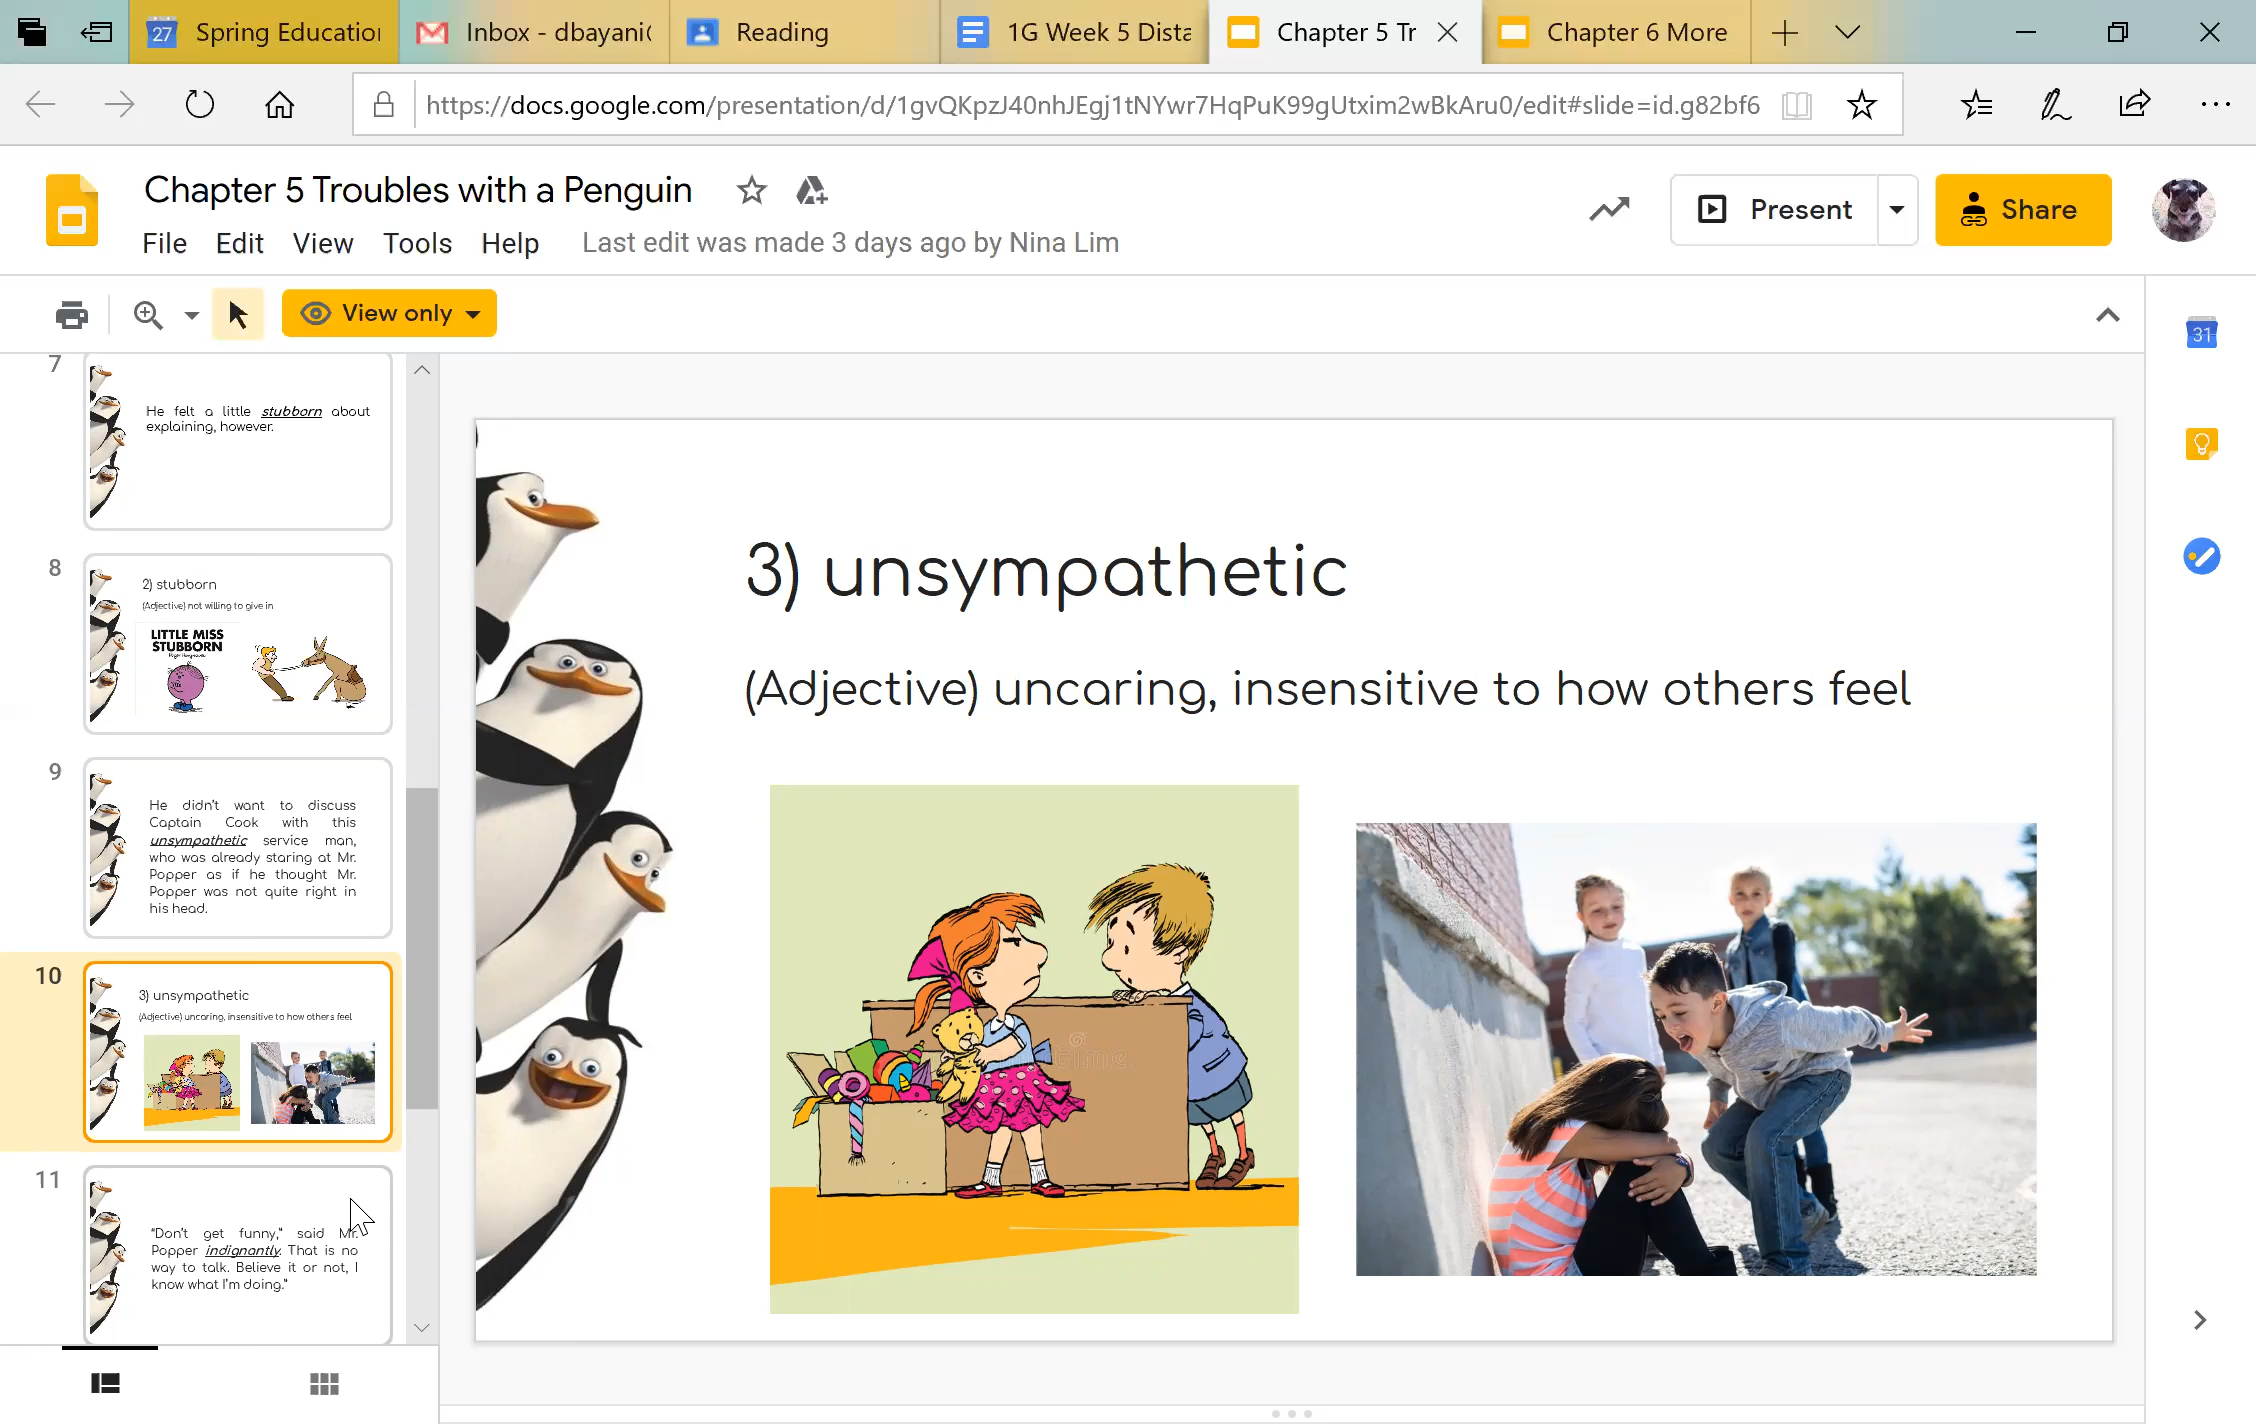 27 Spring Education
Inbox - dbayani(
Reading
1G Week 5 Dista
Chapter 5 Tr
Chapter 6 More
https://docs.google.com/presentation/d/1gvQKpzJ40nhJEgj1tNYwr7HqPuK99gUtxim2wBkAru0/edit#slide=id.g82bf6
Chapter 5 Troubles with a Penguin
Present
Share
File Edit View Tools Help Last edit was made 3 days ago by Nina Lim
View only
31
7
He felt a little stubborn about
explaining, however.
8
2) stubborn
(Adjective) not willing to give in
LITTLE MISS
STUBBORN
9
He didn't want to discuss
Captain Cook with this
unsympathetic service man,
who was already staring at Mr.
Popper as if he thought Mr.
Popper was not quite right in
his head.
10
3) unsympathetic
(Adjective) uncaring, insensitive to how others feel
11
"Don't get funny," said Mr.
Popper indignantly. That is no
way to talk. Believe it or not, I
know what I'm doing."
3) unsympathetic
(Adjective) uncaring, insensitive to how others feel